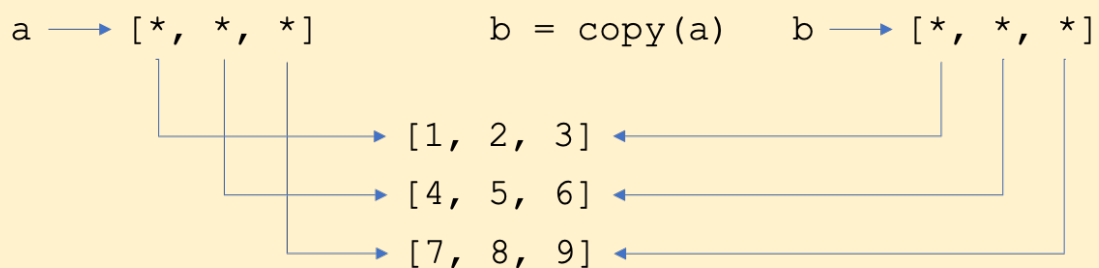 a [*, *, *] b = copy(a) b [*, *, *]
[1, 2, 3]
[4, 5, 6]
[7, 8, 9]